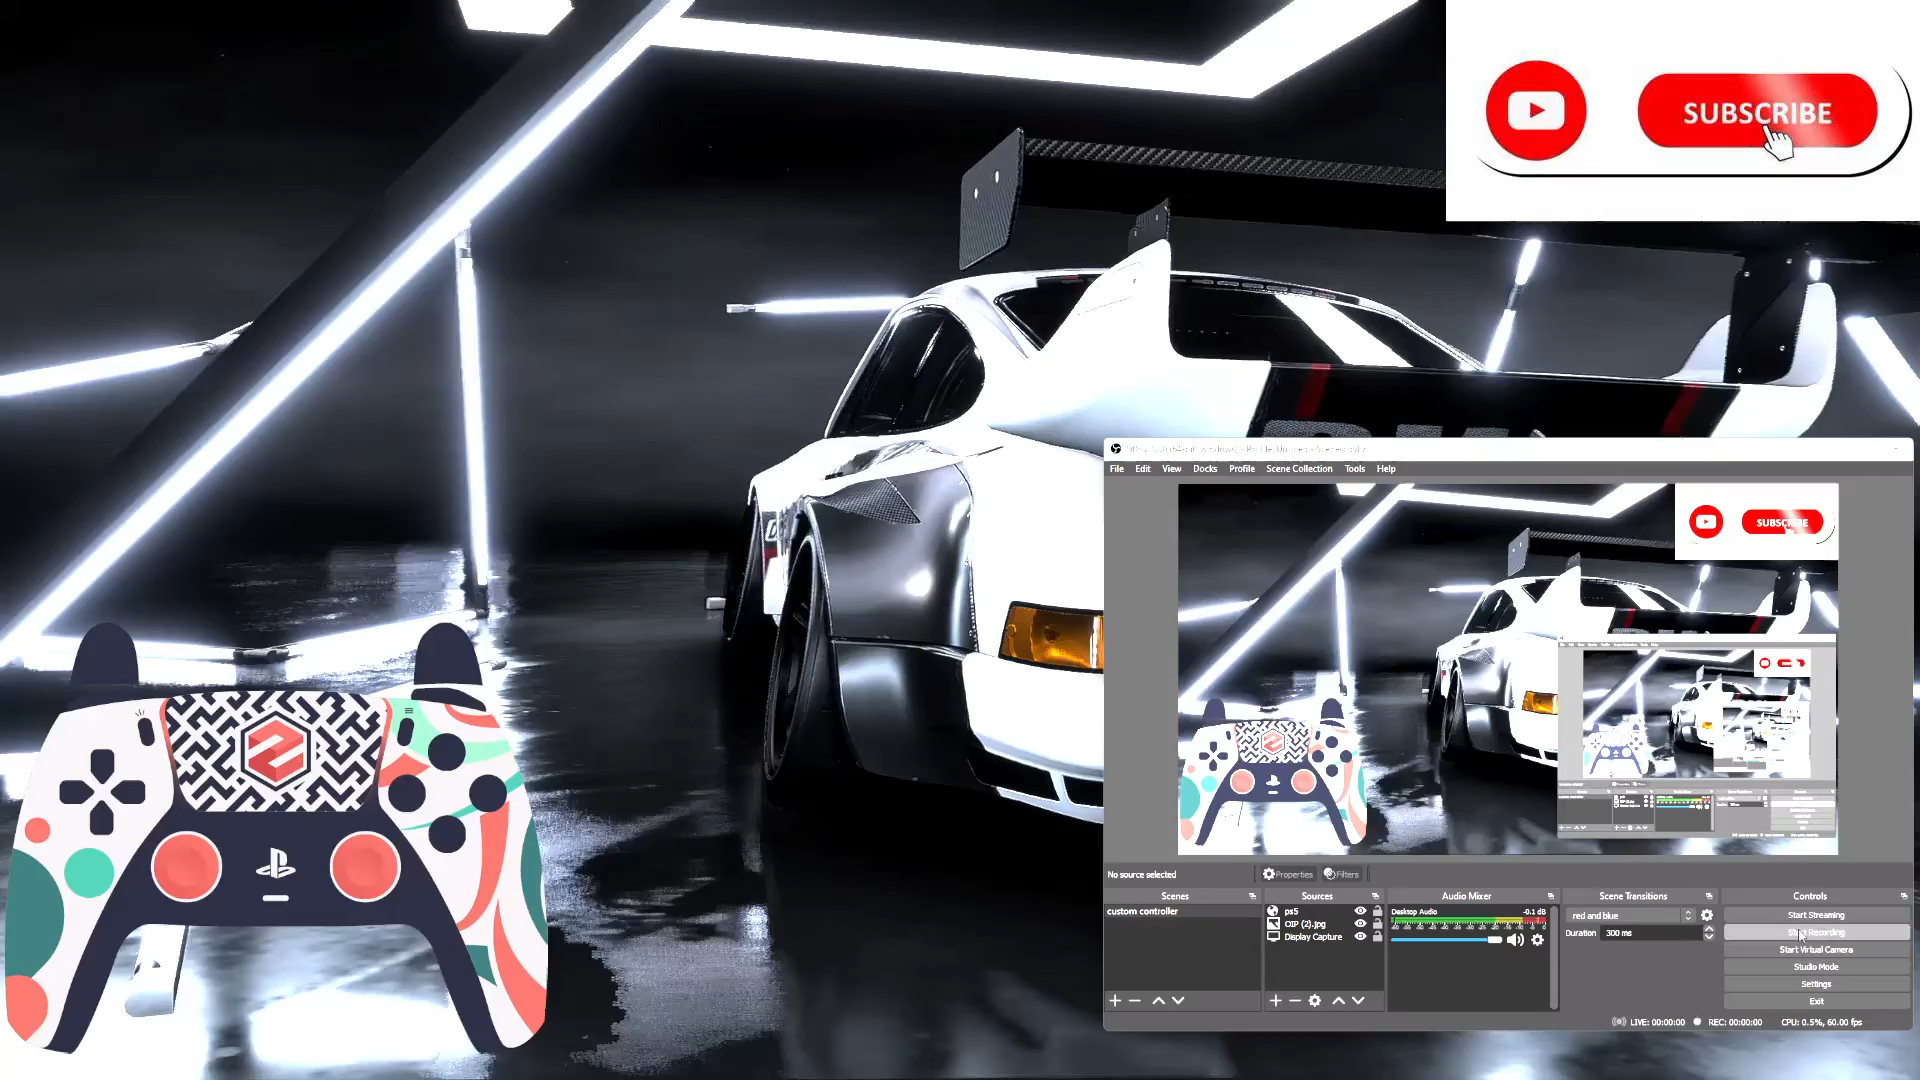 SUBSCRIBE
File Edit View Docks Profile Scene Collection Tools Help
SUBSCRIBE
No source selected Properties Filters
Scenes Sources Audio Mixer Scene Transitions Controls
custom controller
ps5
OIP (2).jpg
Display Capture
Desktop Audio -0.1 dB
red and blue
Duration 300 ms
Start Streaming
Start Recording
Start Virtual Camera
Studio Mode
Settings
Exit
LIVE: 00:00:00 REC: 00:00:00 CPU: 0.5%, 60.00 fps